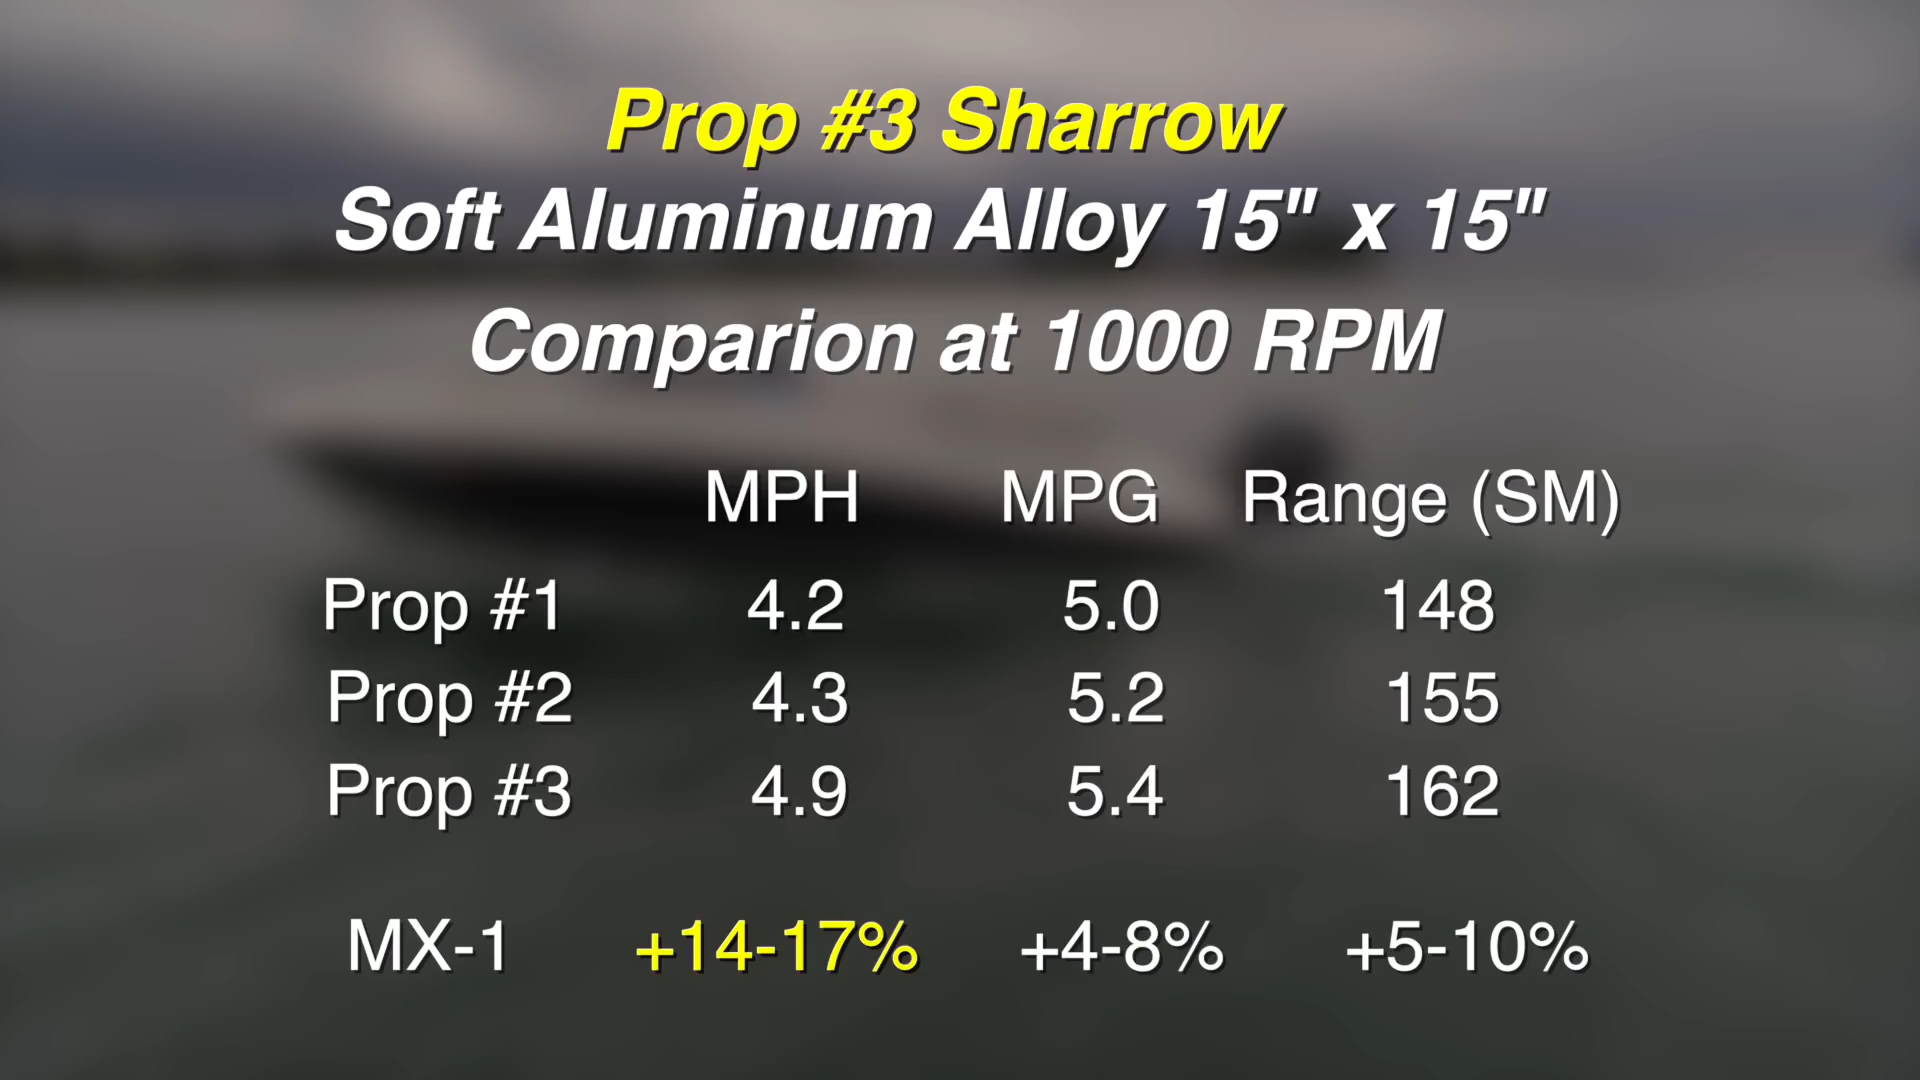 Prop #3 Sharrow
Soft Aluminum Alloy 15" x 15"
Comparion at 1000 RPM
MPH MPG Range (SM)
Prop #1 4.2 5.0 148
Prop #2 4.3 5.2 155
Prop #3 4.9 5.4 162
MX-1 +14-17% +4-8% +5-10%